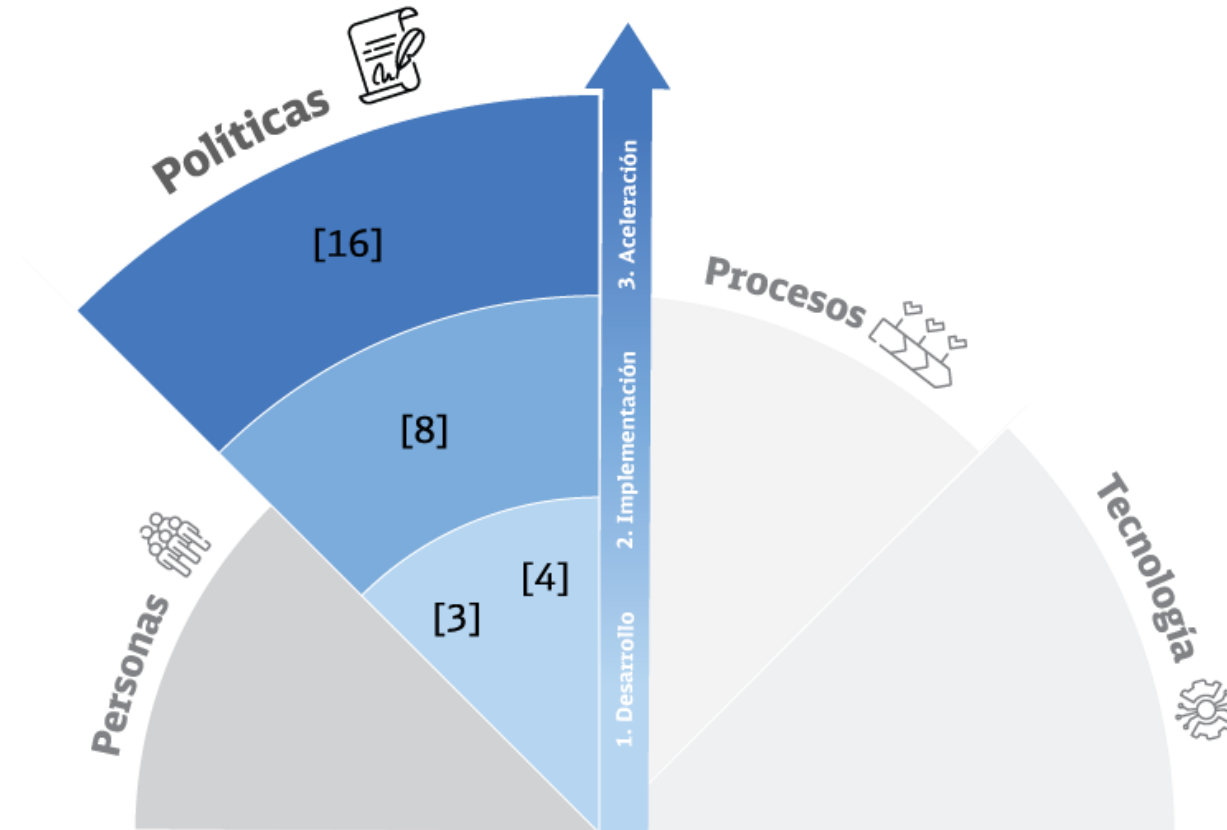 Políticas
[16]
3. Aceleración
Procesos
[8]
2. Implementación
[4]
[3]
1. Desarrollo
Personas
Tecnología